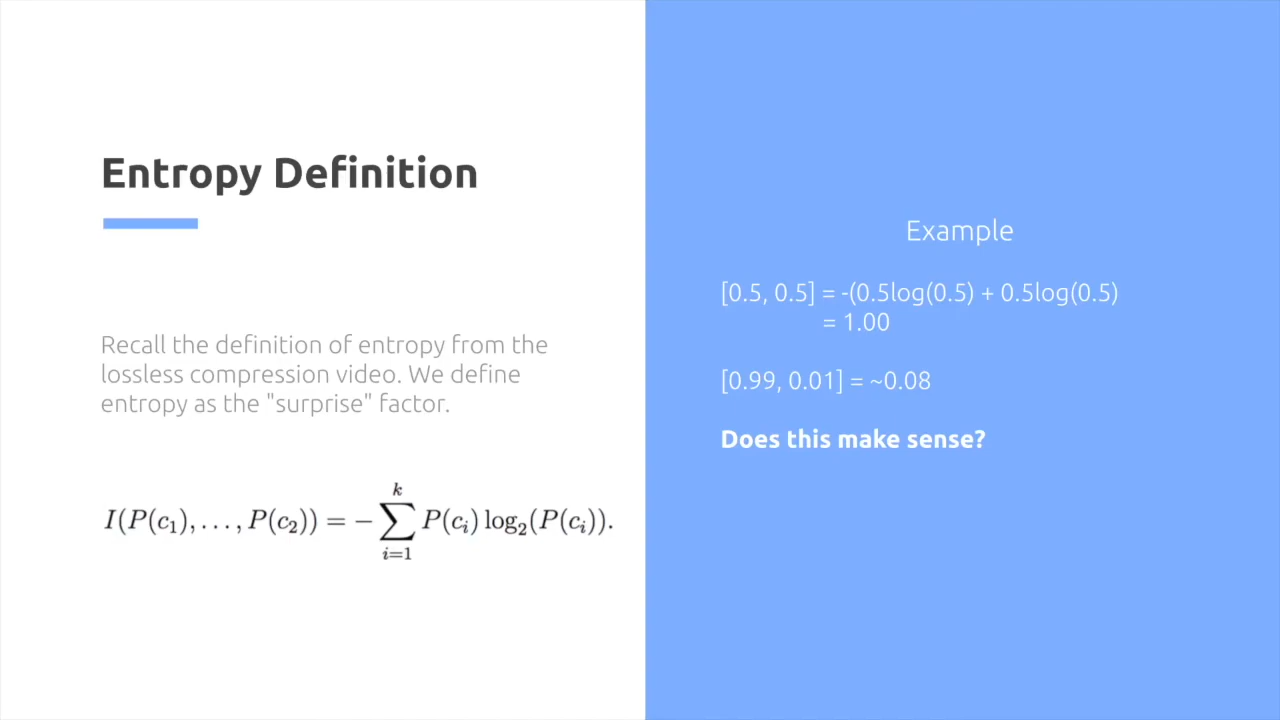 Entropy Definition
Recall the definition of entropy from the
lossless compression video. We define
entropy as the "surprise" factor.
I(P(c₁), . . . , P(c₂)) = − ∑ᵢ₌₁ᵏ P(cᵢ) log₂(P(cᵢ)).
Example
[0.5, 0.5] = -(0.5log(0.5) + 0.5log(0.5)
= 1.00
[0.99, 0.01] = ~0.08
Does this make sense?